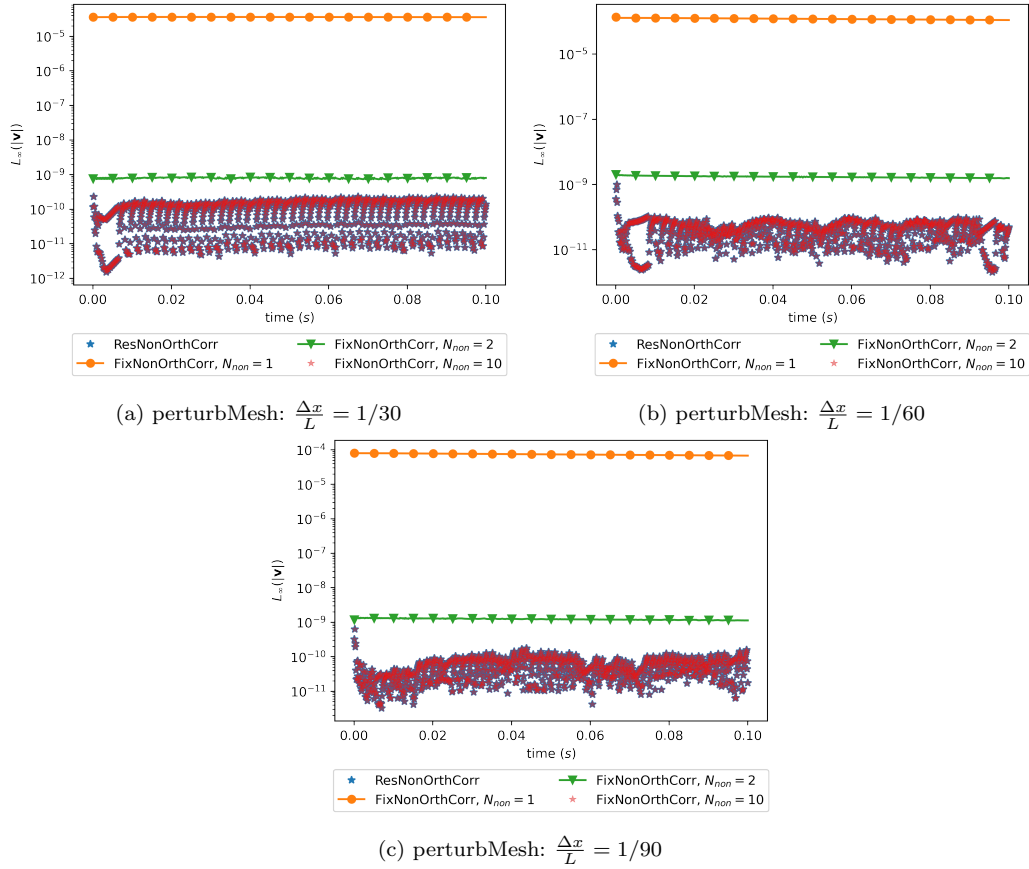 10⁻⁵
10⁻⁶
10⁻⁷
10⁻⁸
10⁻⁹
10⁻¹⁰
10⁻¹¹
10⁻¹²
L∞(|v|)
0.00 0.02 0.04 0.06 0.08 0.10
time (s)
ResNonOrthCorr FixNonOrthCorr, Nnon = 2
FixNonOrthCorr, Nnon = 1 FixNonOrthCorr, Nnon = 10
(a) perturbMesh: Δx/L = 1/30
10⁻⁵
10⁻⁷
10⁻⁹
10⁻¹¹
L∞(|v|)
0.00 0.02 0.04 0.06 0.08 0.10
time (s)
ResNonOrthCorr FixNonOrthCorr, Nnon = 2
FixNonOrthCorr, Nnon = 1 FixNonOrthCorr, Nnon = 10
(b) perturbMesh: Δx/L = 1/60
10⁻⁴
10⁻⁵
10⁻⁶
10⁻⁷
10⁻⁸
10⁻⁹
10⁻¹⁰
10⁻¹¹
L∞(|v|)
0.00 0.02 0.04 0.06 0.08 0.10
time (s)
ResNonOrthCorr FixNonOrthCorr, Nnon = 2
FixNonOrthCorr, Nnon = 1 FixNonOrthCorr, Nnon = 10
(c) perturbMesh: Δx/L = 1/90